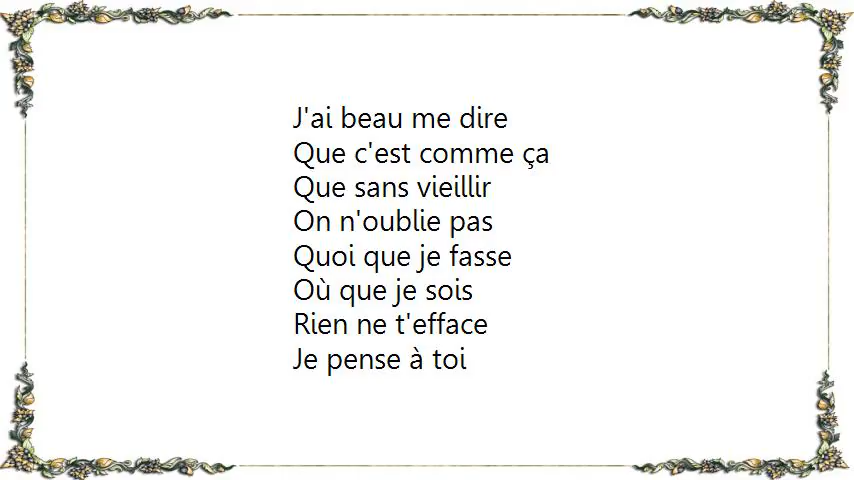 J'ai beau me dire
Que c'est comme ça
Que sans vieillir
On n'oublie pas
Quoi que je fasse
Où que je sois
Rien ne t'efface
Je pense à toi